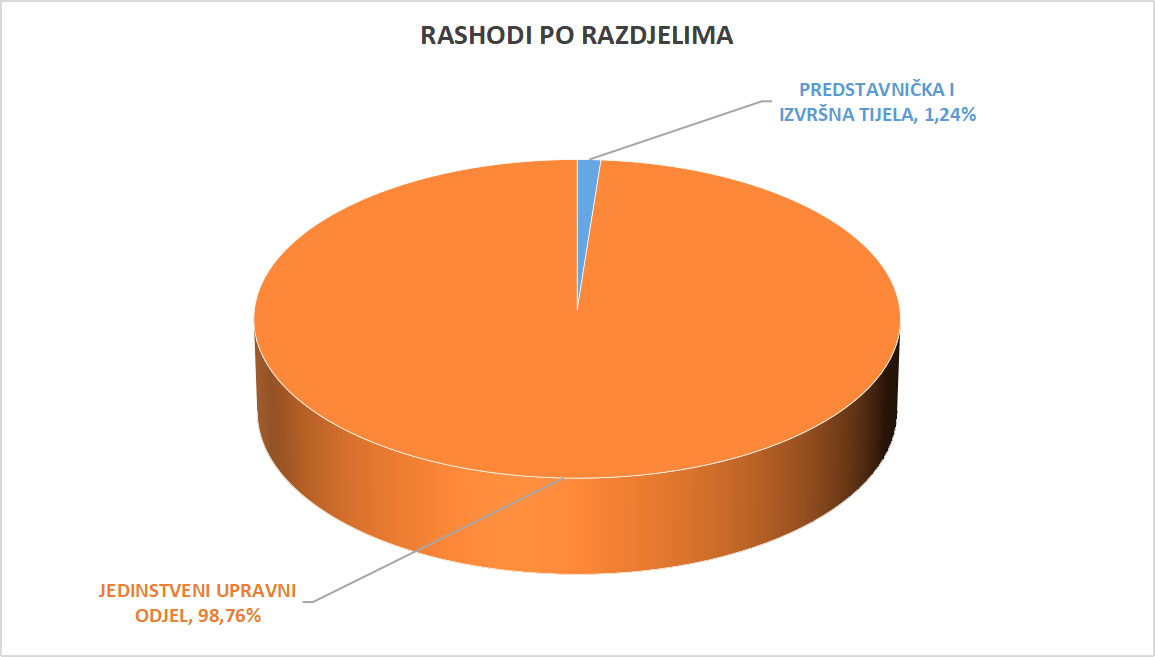 RASHODI PO RAZDJELIMA
PREDSTAVNIČKA I
IZVRŠNA TIJELA, 1,24%
JEDINSTVENI UPRAVNI
ODJEL, 98,76%